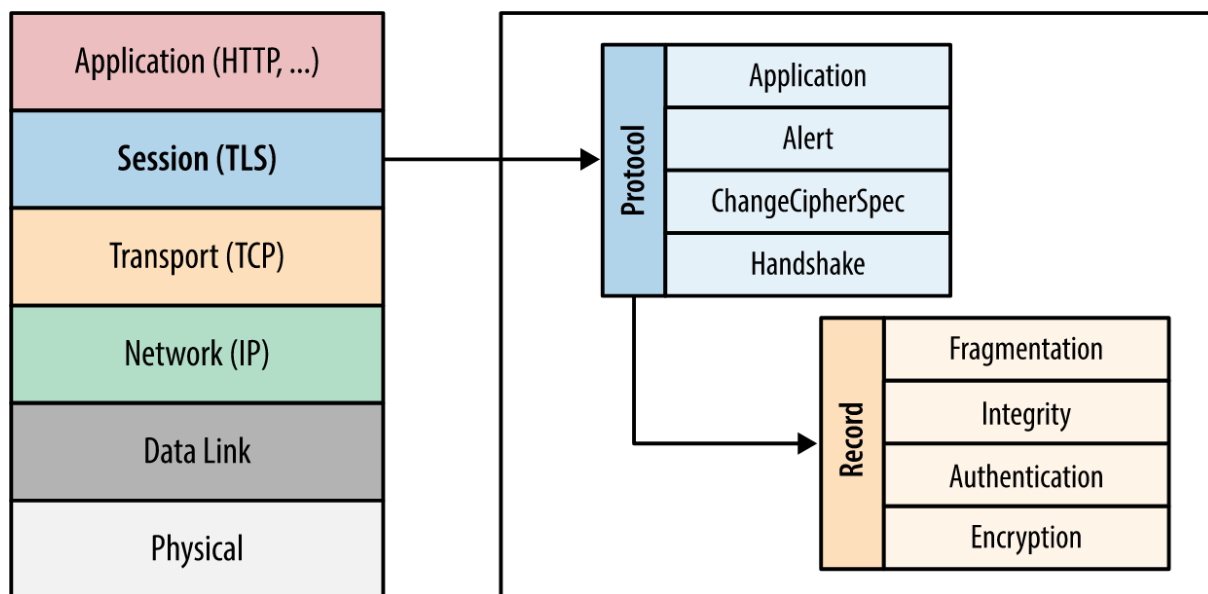 Application (HTTP, ...)
Session (TLS)
Transport (TCP)
Network (IP)
Data Link
Physical
Protocol
Application
Alert
ChangeCipherSpec
Handshake
Record
Fragmentation
Integrity
Authentication
Encryption